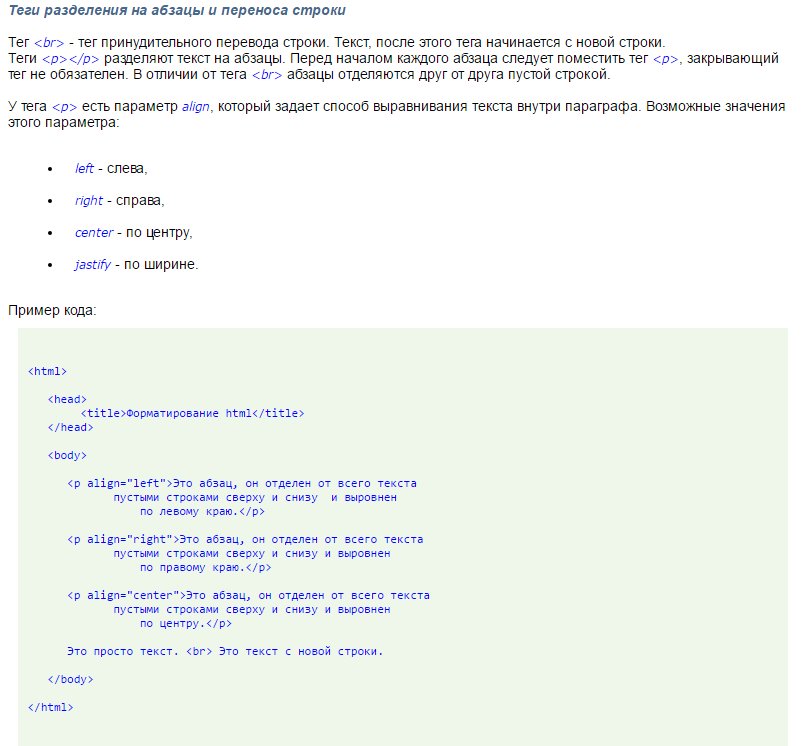 Теги разделения на абзацы и переноса строки
Тег <br> - тег принудительного перевода строки. Текст, после этого тега начинается с новой строки.
Теги <p></p> разделяют текст на абзацы. Перед началом каждого абзаца следует поместить тег <p>, закрывающий
тег не обязателен. В отличии от тега <br> абзацы отделяются друг от друга пустой строкой.
У тега <p> есть параметр align, который задает способ выравнивания текста внутри параграфа. Возможные значения
этого параметра:
• left - слева,
• right - справа,
• center - по центру,
• jastify - по ширине.
Пример кода:
<html>
<head>
<title>Форматирование html</title>
</head>
<body>
<p align="left">Это абзац, он отделен от всего текста
пустыми строками сверху и снизу  и выровнен
по левому краю.</p>
<p align="right">Это абзац, он отделен от всего текста
пустыми строками сверху и снизу и выровнен
по правому краю.</p>
<p align="center">Это абзац, он отделен от всего текста
пустыми строками сверху и снизу и выровнен
по центру.</p>
Это просто текст. <br> Это текст с новой строки.
</body>
</html>